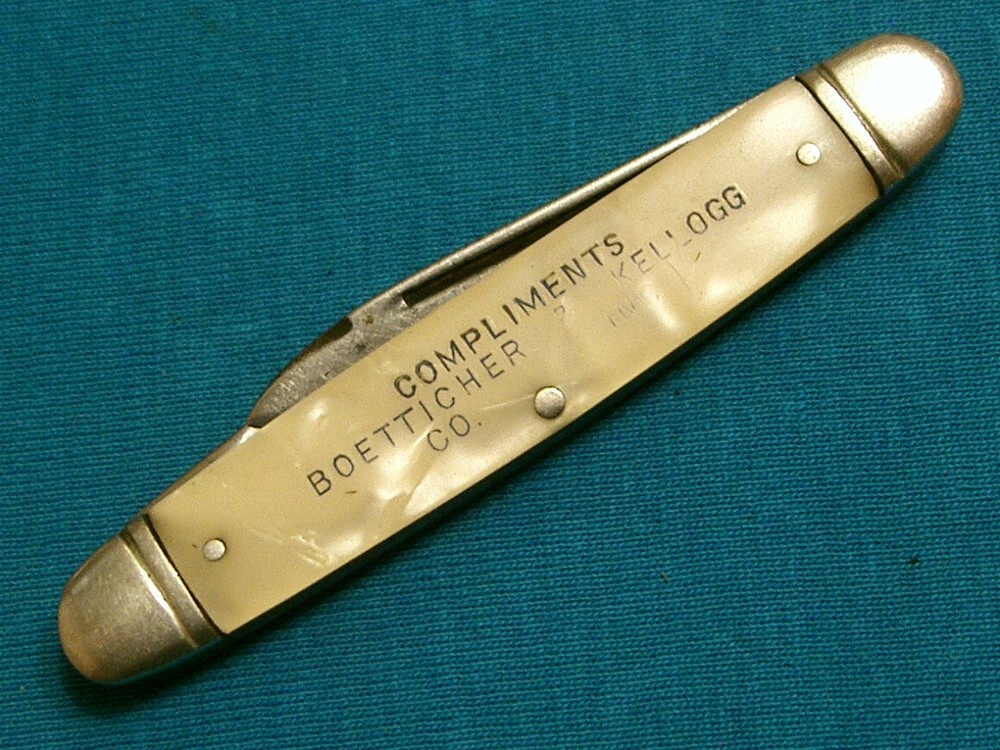 COMPLIMENTS
BOETTICHER & KELLOGG
CO.